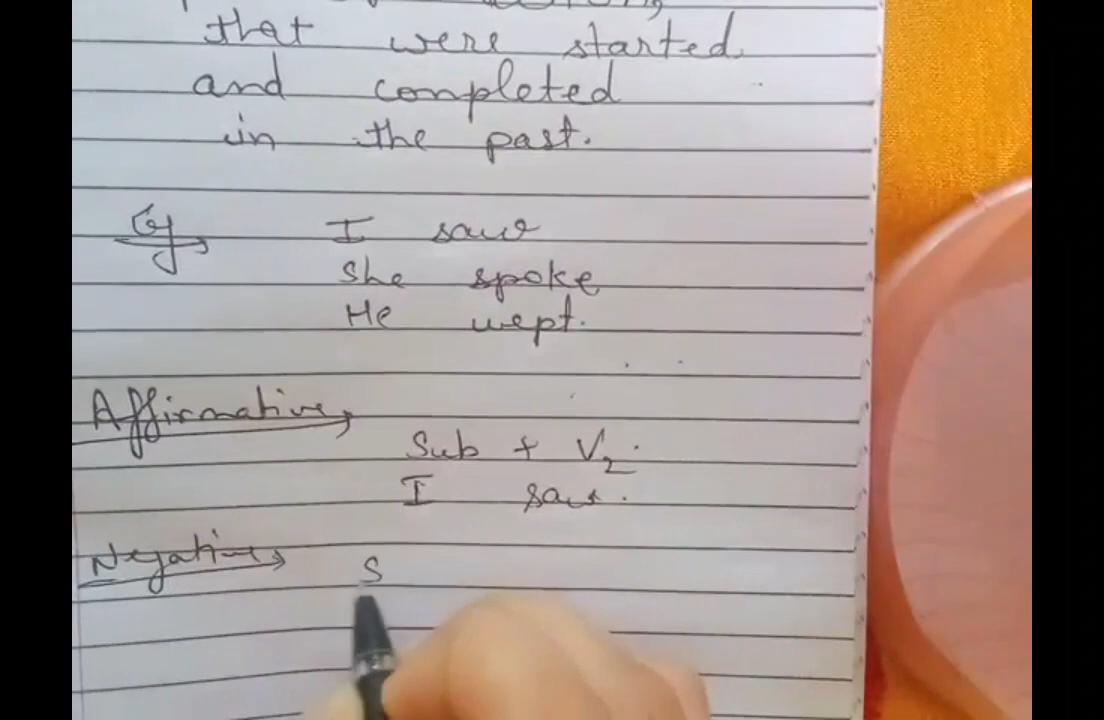 that were started
and completed
in the past.
Eg I saw
She spoke
He wept.
Affirmative
Sub + V2.
I saw.
Negative S